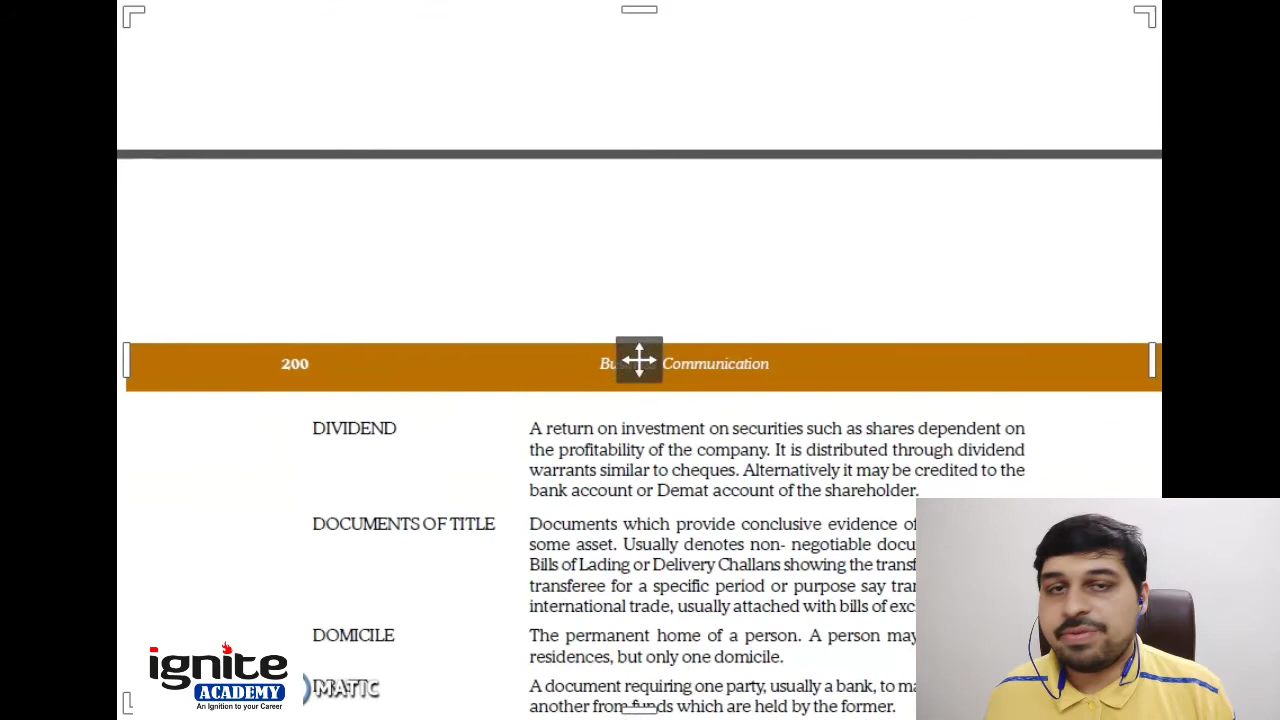 200
Communication
DIVIDEND
A return on investment on securities such as shares dependent on
the profitability of the company. It is distributed through dividend
warrants similar to cheques. Alternatively it may be credited to the
bank account or Demat account of the shareholder.
DOCUMENTS OF TITLE
Documents which provide conclusive evidence of
some asset. Usually denotes non- negotiable
Bills of Lading or Delivery Challans showing the
transferee for a specific period or purpose say
international trade, usually attached with bills of
DOMICILE
The permanent home of a person. A person may
residences, but only one domicile.
MATIC
A document requiring one party, usually a bank, to
another from funds which are held by the former.
ignite
ACADEMY
An Ignition to your Career